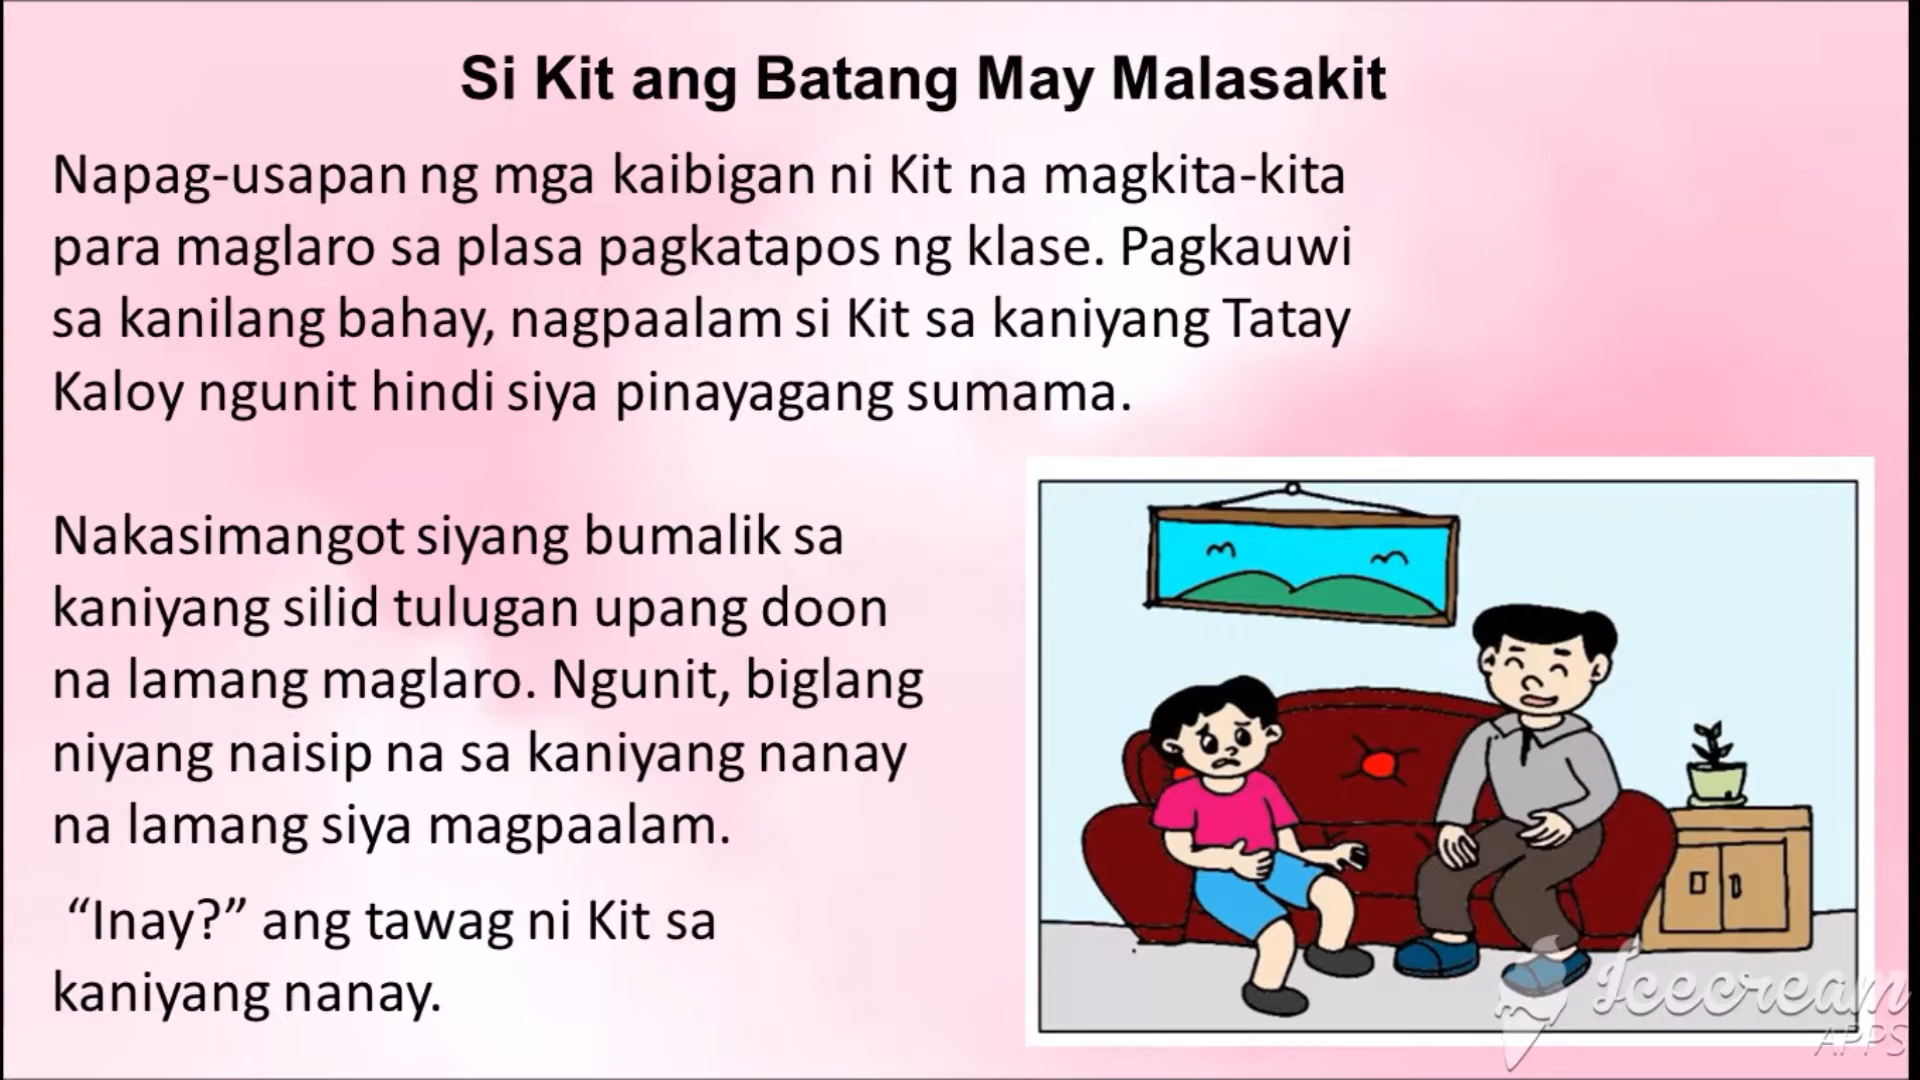 Si Kit ang Batang May Malasakit
Napag-usapan ng mga kaibigan ni Kit na magkita-kita
para maglaro sa plasa pagkatapos ng klase. Pagkauwi
sa kanilang bahay, nagpaalam si Kit sa kaniyang Tatay
Kaloy ngunit hindi siya pinayagang sumama.
Nakasimangot siyang bumalik sa
kaniyang silid tulugan upang doon
na lamang maglaro. Ngunit, biglang
niyang naisip na sa kaniyang nanay
na lamang siya magpaalam.
“Inay?” ang tawag ni Kit sa
kaniyang nanay.
Icecream
APPS